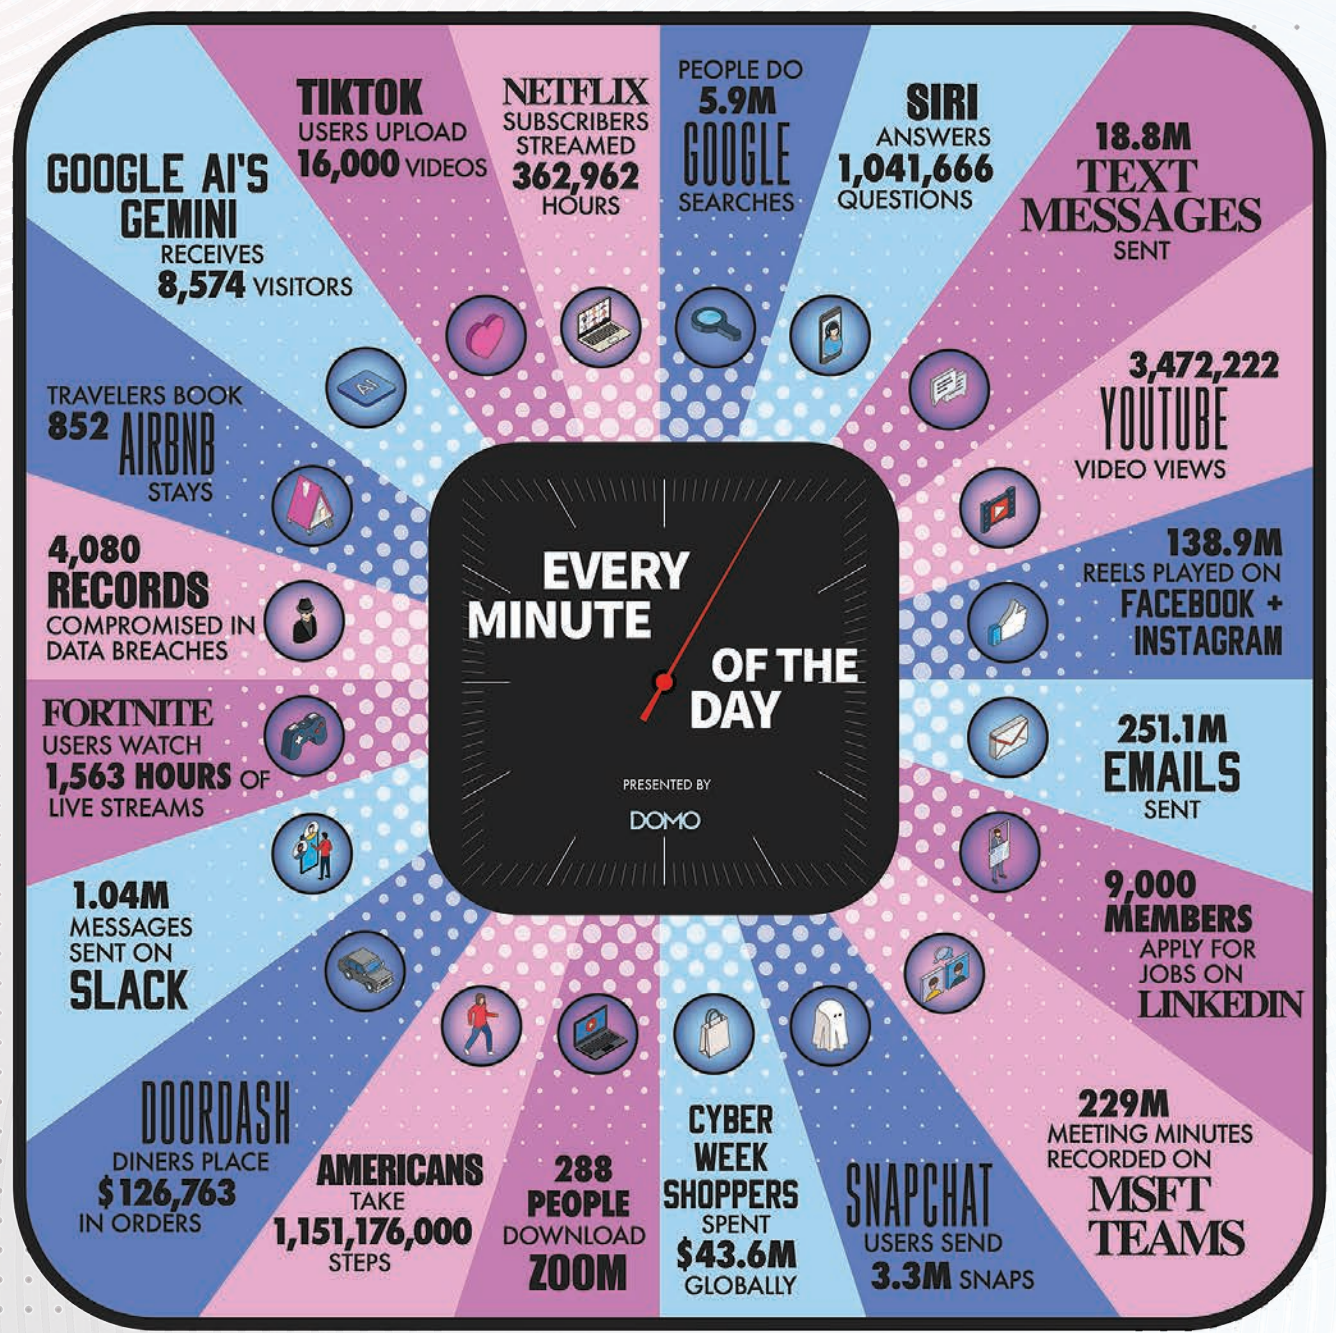 PEOPLE DO
5.9M
GOOGLE
SEARCHES
SIRI
ANSWERS
1,041,666
QUESTIONS
18.8M
TEXT
MESSAGES
SENT
3,472,222
YOUTUBE
VIDEO VIEWS
138.9M
REELS PLAYED ON
FACEBOOK +
INSTAGRAM
251.1M
EMAILS
SENT
9,000
MEMBERS
APPLY FOR
JOBS ON
LINKEDIN
229M
MEETING MINUTES
RECORDED ON
MSFT
TEAMS
SNAPCHAT
USERS SEND
3.3M SNAPS
CYBER
WEEK
SHOPPERS
SPENT
$43.6M
GLOBALLY
288
PEOPLE
DOWNLOAD
ZOOM
AMERICANS
TAKE
1,151,176,000
STEPS
DOORDASH
DINERS PLACE
$126,763
IN ORDERS
1.04M
MESSAGES
SENT ON
SLACK
FORTNITE
USERS WATCH
1,563 HOURS OF
LIVE STREAMS
4,080
RECORDS
COMPROMISED IN
DATA BREACHES
TRAVELERS BOOK
852 AIRBNB
STAYS
GOOGLE AI'S
GEMINI
RECEIVES
8,574 VISITORS
AI
TIKTOK
USERS UPLOAD
16,000 VIDEOS
NETFLIX
SUBSCRIBERS
STREAMED
362,962
HOURS
EVERY
MINUTE
OF THE
DAY
PRESENTED BY
DOMO